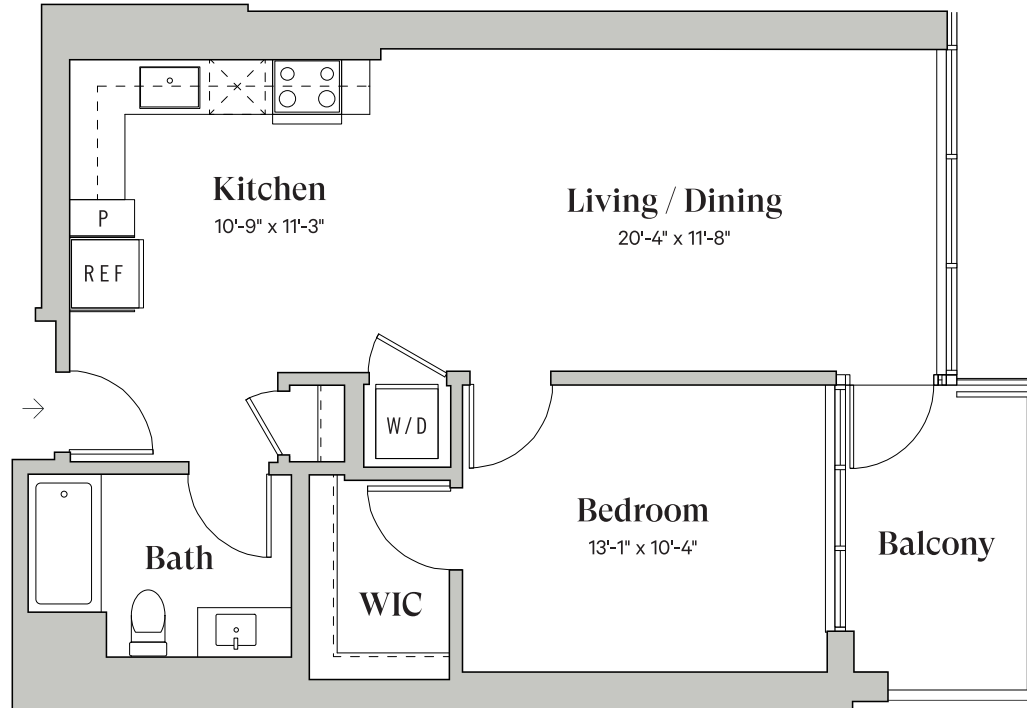 Kitchen
10'-9" x 11'-3"
Living / Dining
20'-4" x 11'-8"
P
REF
W/D
Bedroom
13'-1" x 10'-4"
Balcony
Bath
WIC